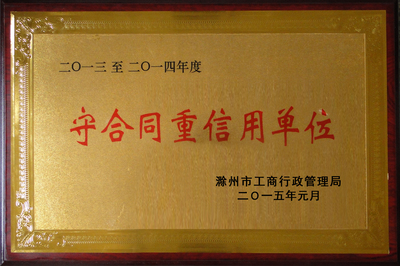 二〇一三 至 二〇一四年度
守合同重信用单位
滁州市工商行政管理局
二〇一五年元月